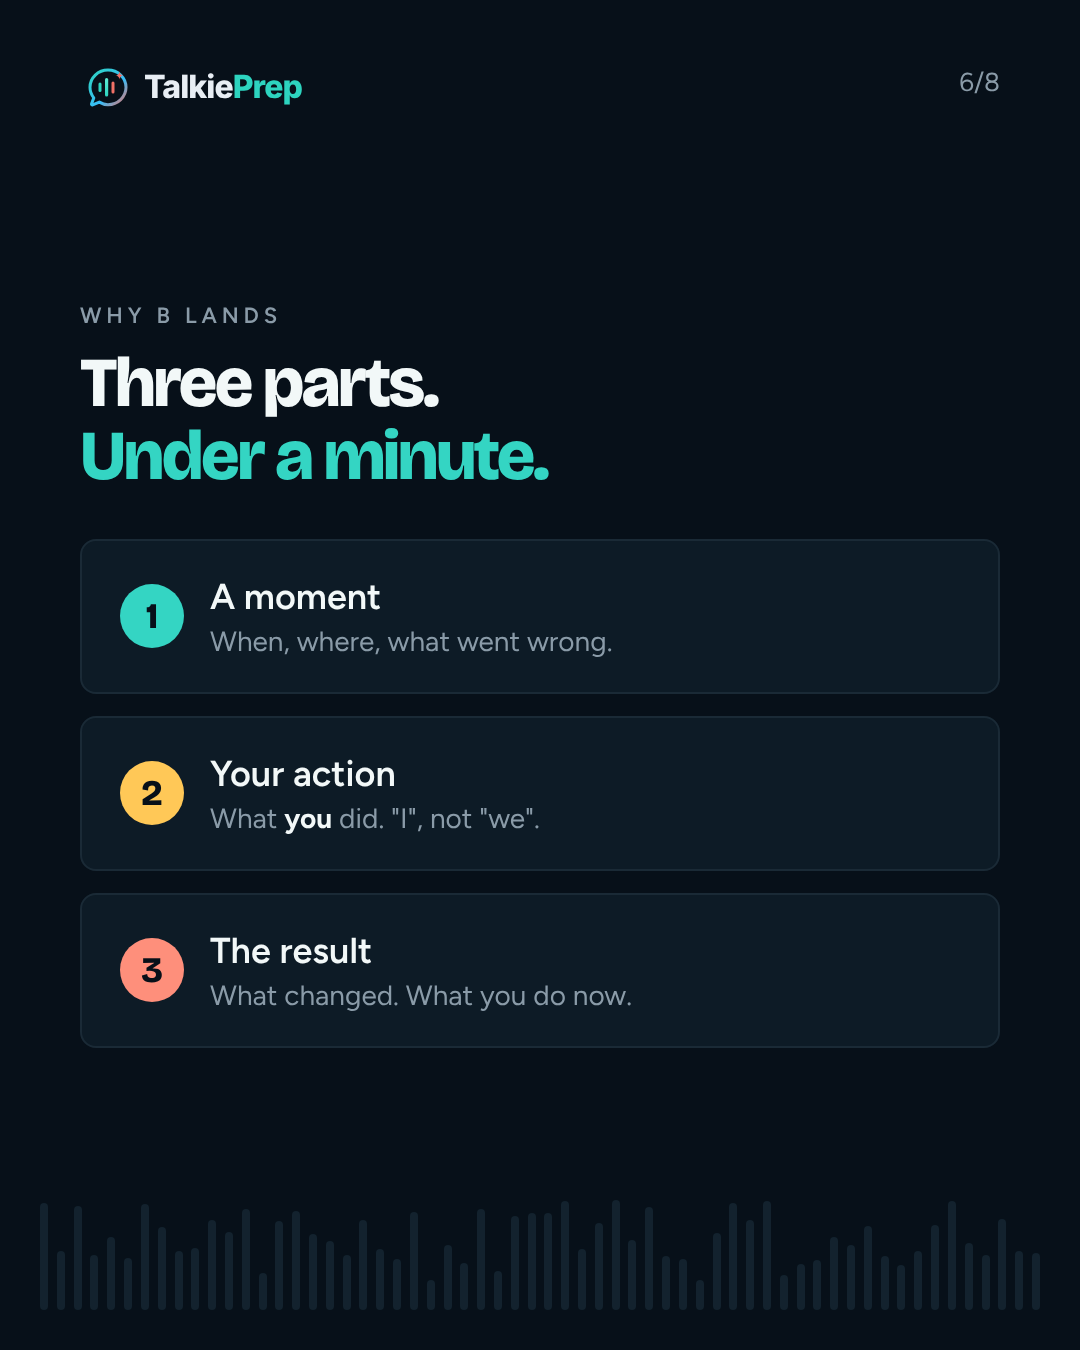 TalkiePrep
6/8
WHY B LANDS
Three parts.
Under a minute.
1
A moment
When, where, what went wrong.
2
Your action
What you did. "I", not "we".
3
The result
What changed. What you do now.